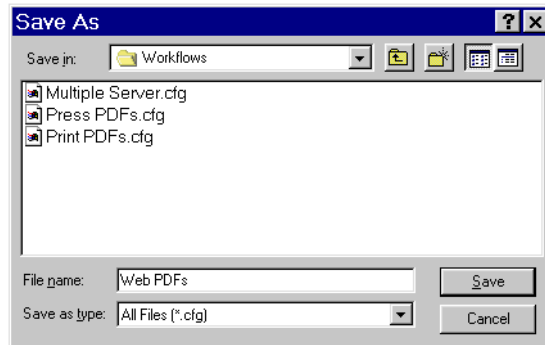 Save As
Save in: Workflows
Multiple Server.cfg
Press PDFs.cfg
Print PDFs.cfg
File name: Web PDFs Save
Save as type: All Files (*.cfg) Cancel